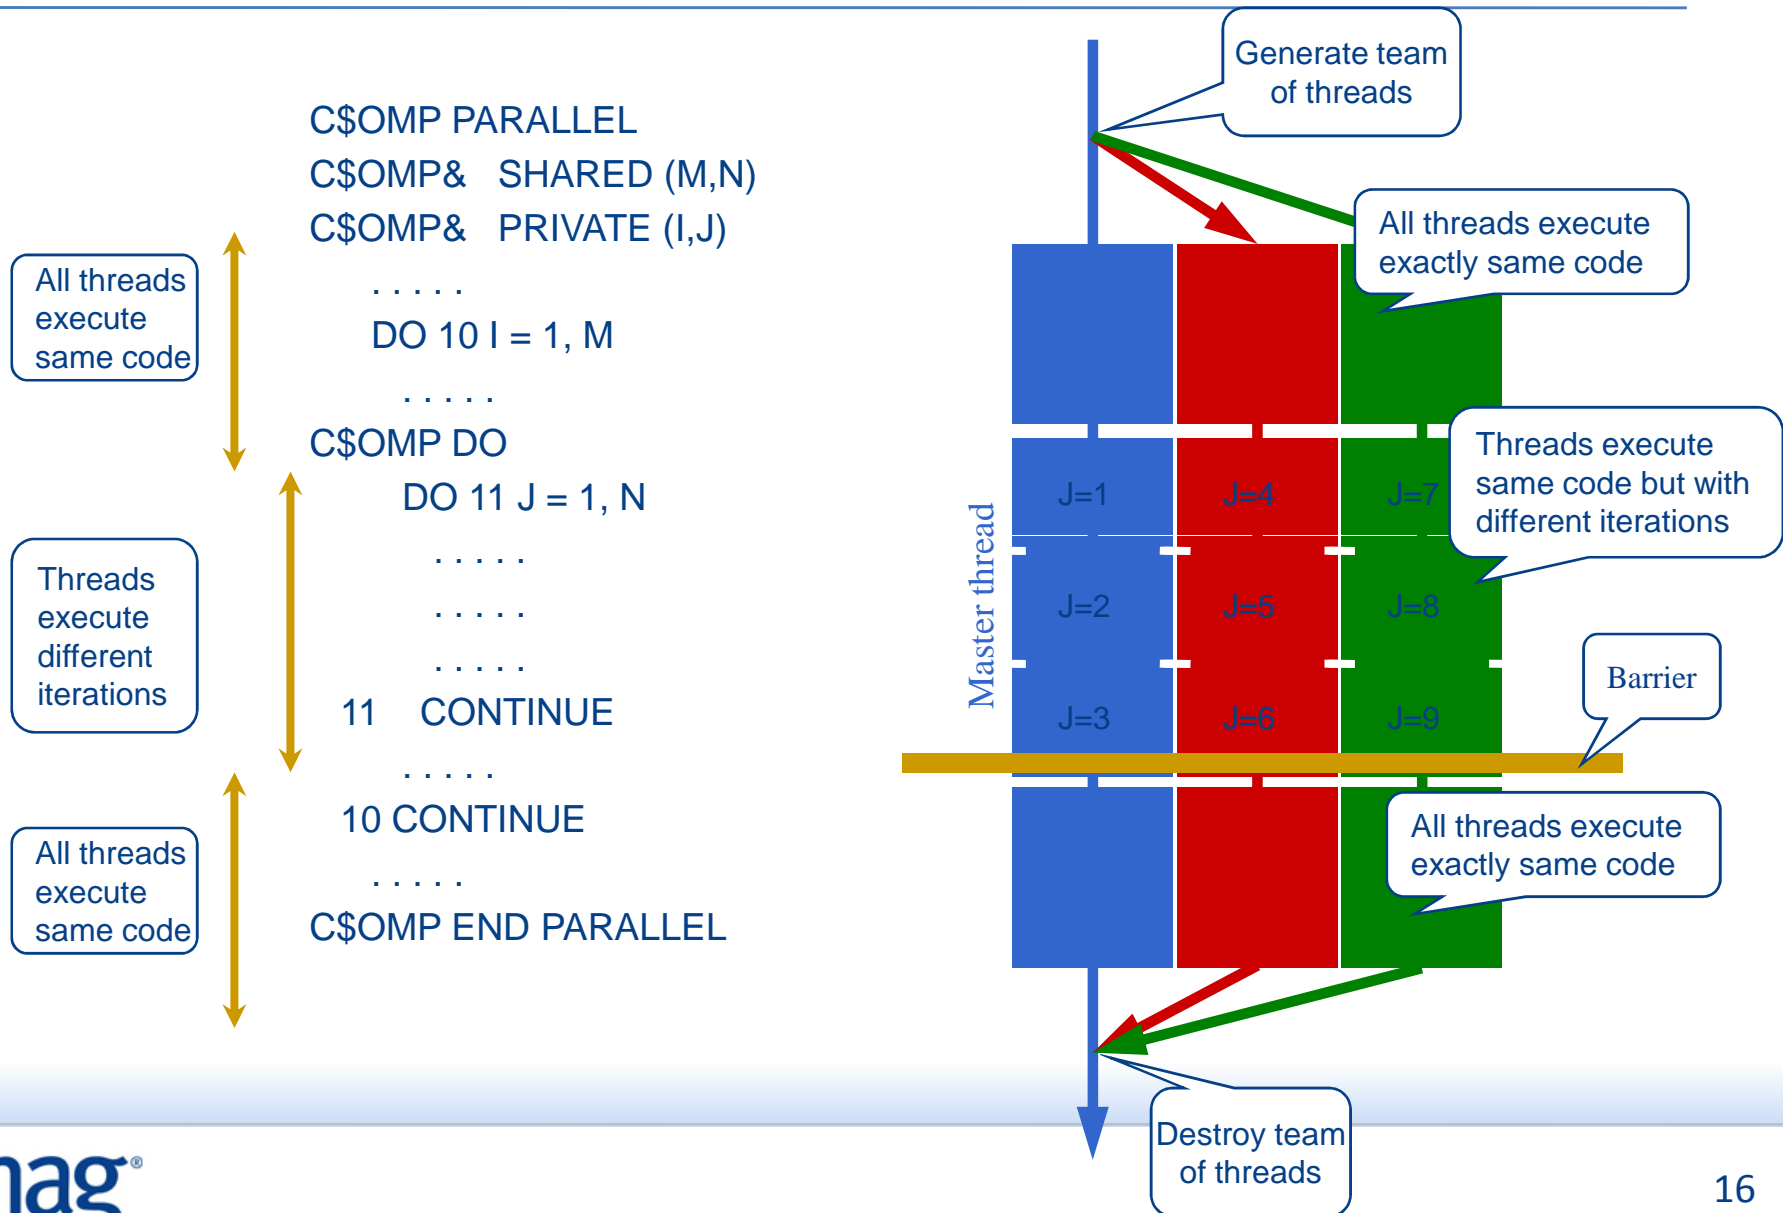 C$OMP PARALLEL
C$OMP& SHARED (M,N)
C$OMP& PRIVATE (I,J)
. . . . .
DO 10 I = 1, M
. . . . .
C$OMP DO
DO 11 J = 1, N
. . . . .
. . . . .
. . . . .
11 CONTINUE
. . . . .
10 CONTINUE
. . . . .
C$OMP END PARALLEL
All threads
execute
same code
Threads
execute
different
iterations
All threads
execute
same code
Generate team
of threads
All threads execute
exactly same code
Threads execute
same code but with
different iterations
Master thread
J=1 J=4 J=7
J=2 J=5 J=8
J=3 J=6 J=9
Barrier
All threads execute
exactly same code
Destroy team
of threads
nag®
16